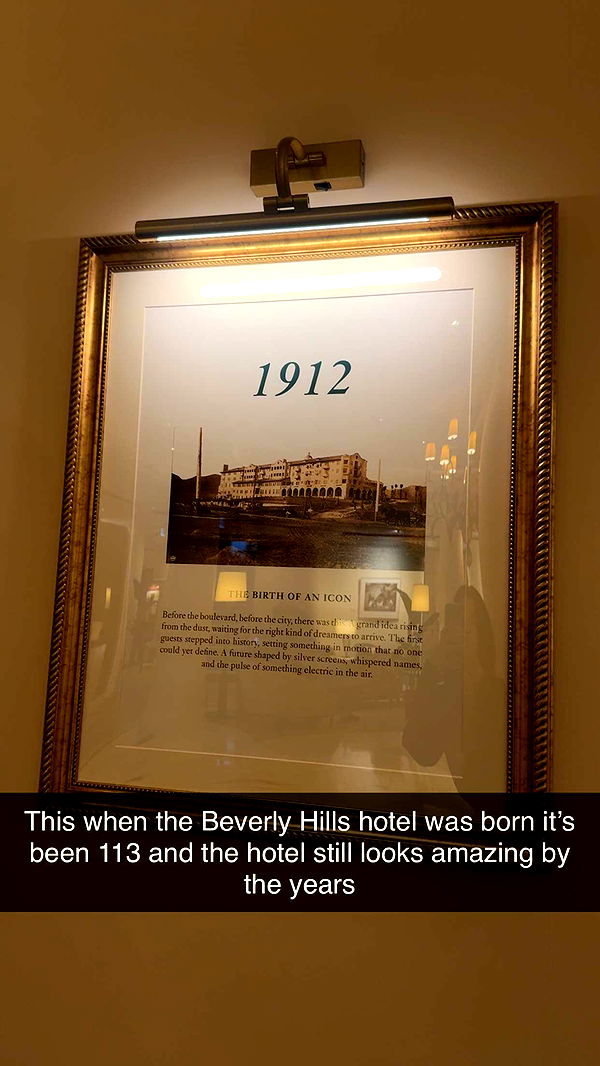 1912
THE BIRTH OF AN ICON
Before the boulevard, before the city, there was this. A grand idea rising
from the dust, waiting for the right kind of dreamers to arrive. The first
guests stepped into history, setting something in motion that no one
could yet define. A future shaped by silver screens, whispered names,
and the pulse of something electric in the air.
This when the Beverly Hills hotel was born it’s
been 113 and the hotel still looks amazing by
the years